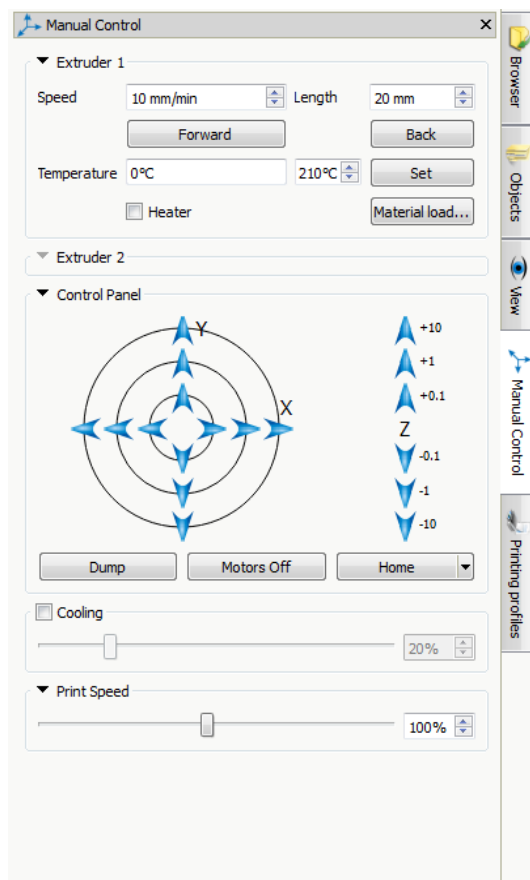 Manual Control
Extruder 1
Speed 10 mm/min Length 20 mm
Forward Back
Temperature 0°C 210°C Set
Heater Material load...
Extruder 2
Control Panel
Y
X
+10
+1
+0.1
Z
-0.1
-1
-10
Dump Motors Off Home
Cooling
20%
Print Speed
100%
Browser
Objects
View
Manual Control
Printing profiles